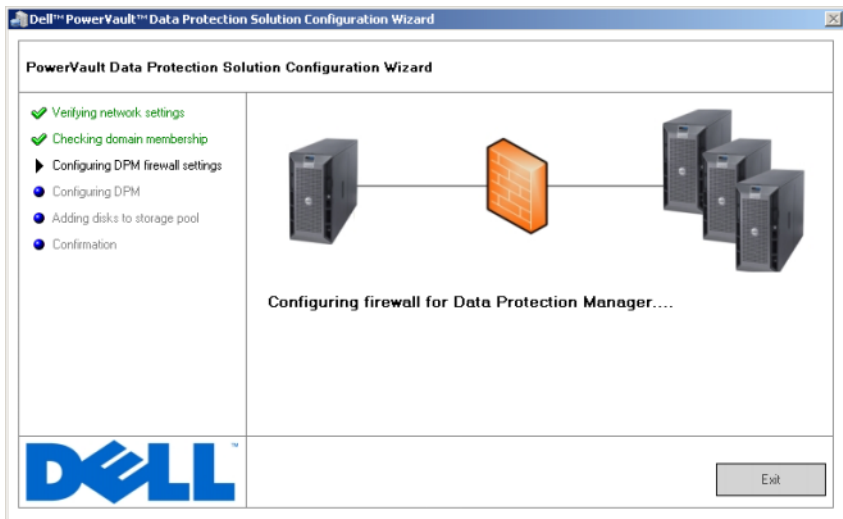 Dell™ PowerVault™ Data Protection Solution Configuration Wizard
PowerVault Data Protection Solution Configuration Wizard
Verifying network settings
Checking domain membership
Configuring DPM firewall settings
Configuring DPM
Adding disks to storage pool
Confirmation
Configuring firewall for Data Protection Manager....
DELL™
Exit